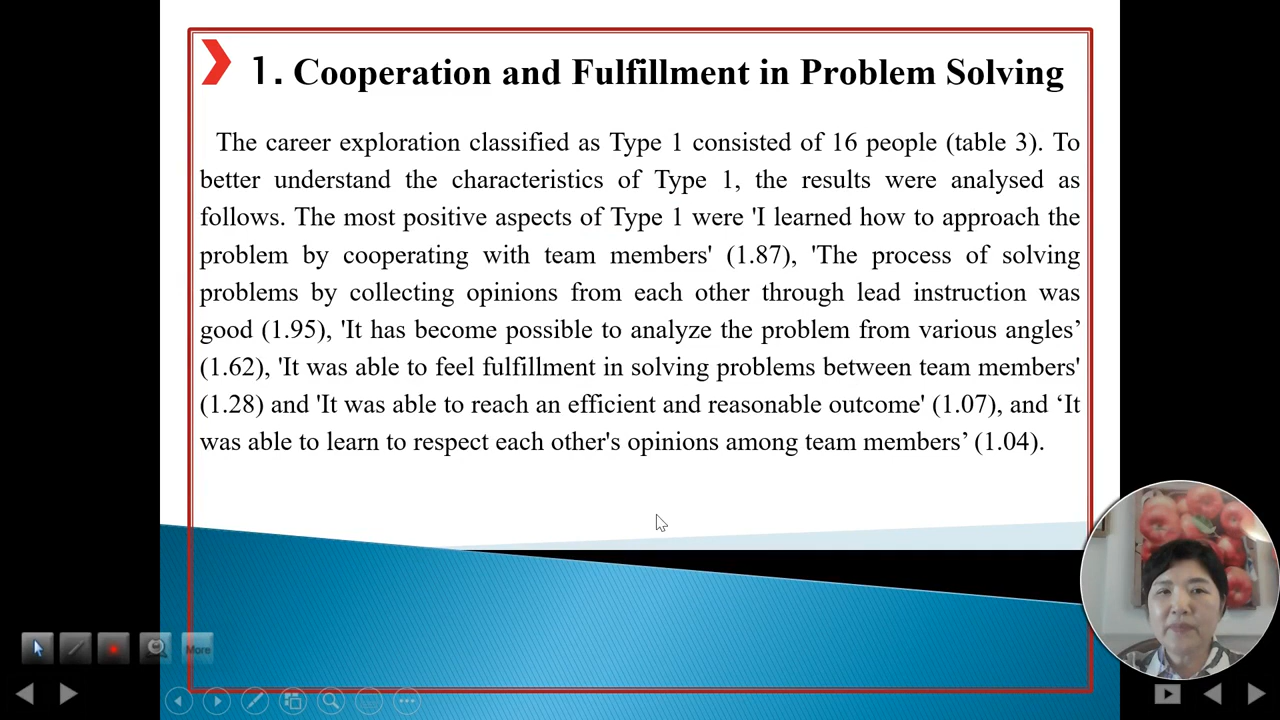 1. Cooperation and Fulfillment in Problem Solving
The career exploration classified as Type 1 consisted of 16 people (table 3). To
better understand the characteristics of Type 1, the results were analysed as
follows. The most positive aspects of Type 1 were 'I learned how to approach the
problem by cooperating with team members' (1.87), 'The process of solving
problems by collecting opinions from each other through lead instruction was
good (1.95), 'It has become possible to analyze the problem from various angles’
(1.62), 'It was able to feel fulfillment in solving problems between team members'
(1.28) and 'It was able to reach an efficient and reasonable outcome' (1.07), and ‘It
was able to learn to respect each other's opinions among team members’ (1.04).
More